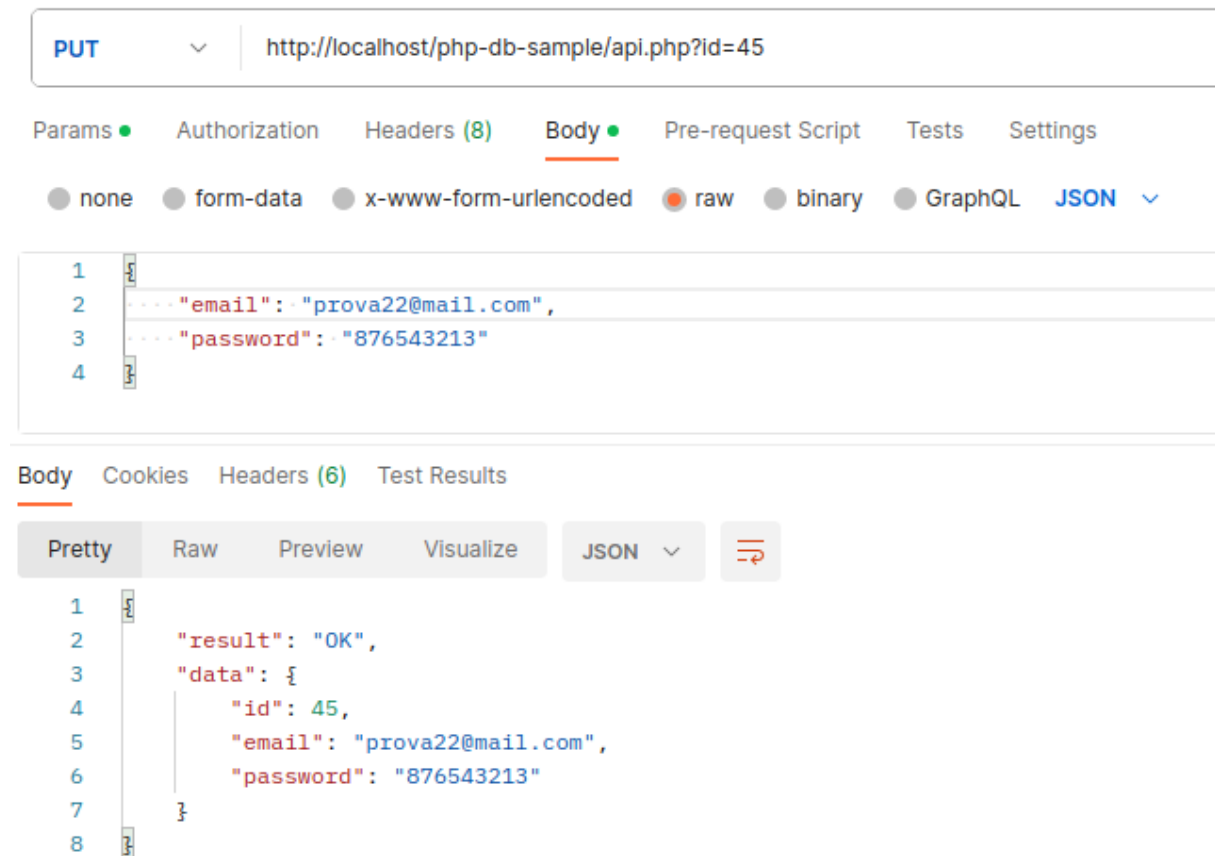 PUT http://localhost/php-db-sample/api.php?id=45
Params Authorization Headers (8) Body Pre-request Script Tests Settings
none form-data x-www-form-urlencoded raw binary GraphQL JSON
1 {
2 "email": "prova22@mail.com",
3 "password": "876543213"
4 }
Body Cookies Headers (6) Test Results
Pretty Raw Preview Visualize JSON
1 {
2 "result": "OK",
3 "data": {
4 "id": 45,
5 "email": "prova22@mail.com",
6 "password": "876543213"
7 }
8 }